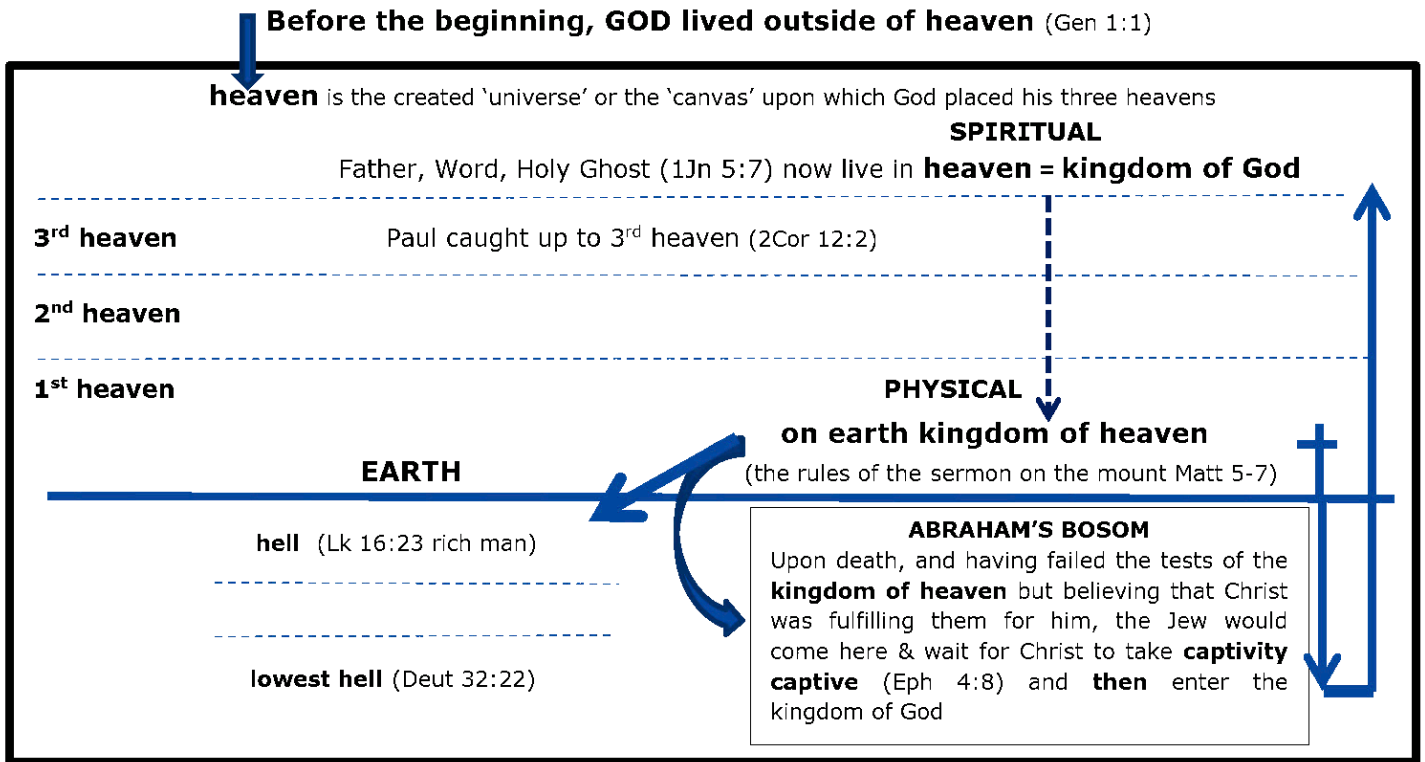 Before the beginning, GOD lived outside of heaven (Gen 1:1)
heaven is the created ‘universe’ or the ‘canvas’ upon which God placed his three heavens
SPIRITUAL
Father, Word, Holy Ghost (1Jn 5:7) now live in heaven = kingdom of God
3rd heaven
Paul caught up to 3rd heaven (2Cor 12:2)
2nd heaven
1st heaven
PHYSICAL
on earth kingdom of heaven
(the rules of the sermon on the mount Matt 5-7)
EARTH
hell (Lk 16:23 rich man)
lowest hell (Deut 32:22)
ABRAHAM’S BOSOM
Upon death, and having failed the tests of the
kingdom of heaven but believing that Christ
was fulfilling them for him, the Jew would
come here & wait for Christ to take captivity
captive (Eph 4:8) and then enter the
kingdom of God